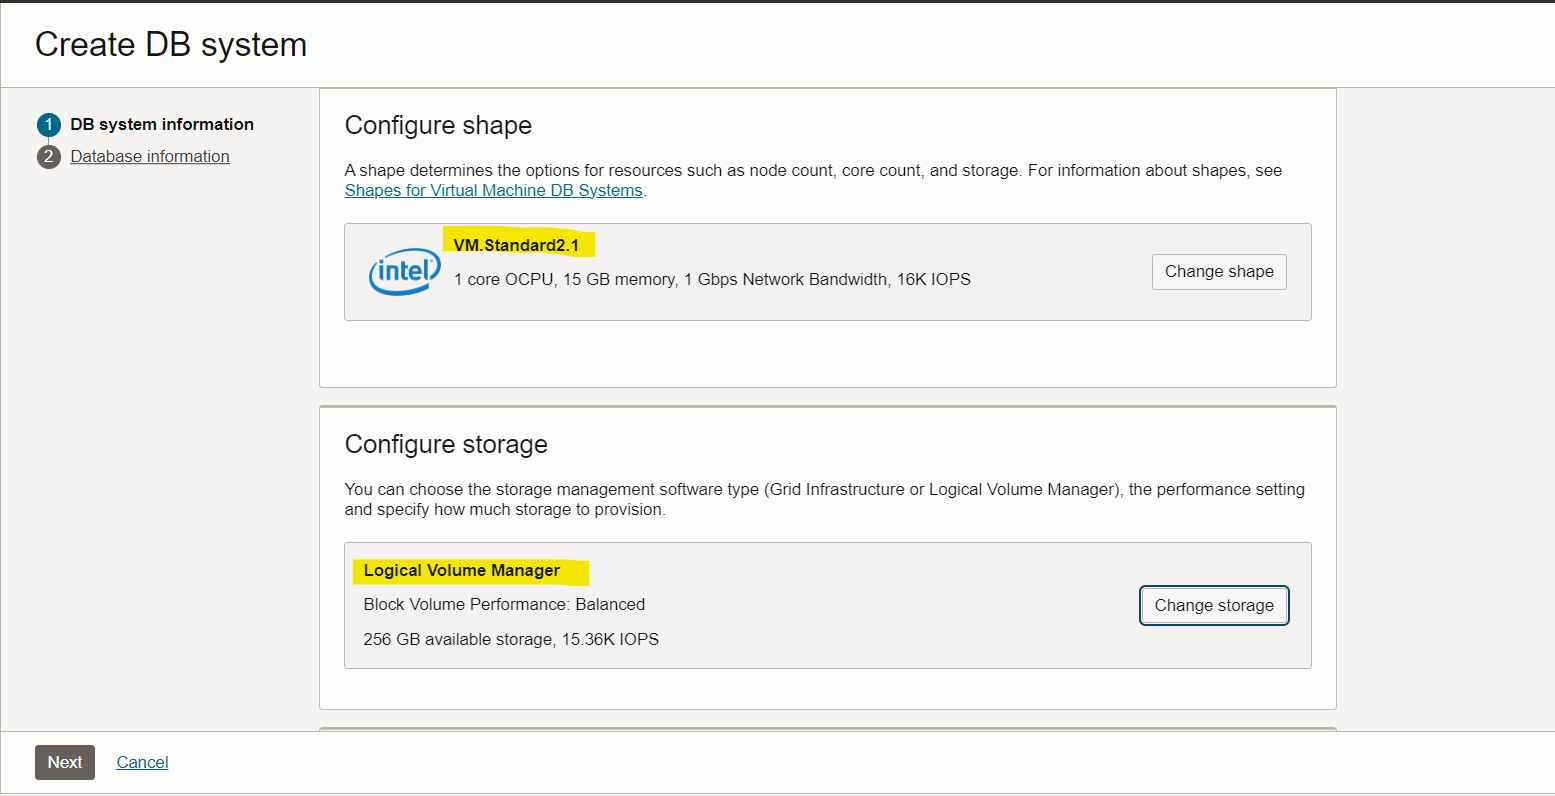 Create DB system
1 DB system information
2 Database information
Configure shape
A shape determines the options for resources such as node count, core count, and storage. For information about shapes, see
Shapes for Virtual Machine DB Systems.
intel
VM.Standard2.1
1 core OCPU, 15 GB memory, 1 Gbps Network Bandwidth, 16K IOPS
Change shape
Configure storage
You can choose the storage management software type (Grid Infrastructure or Logical Volume Manager), the performance setting
and specify how much storage to provision.
Logical Volume Manager
Block Volume Performance: Balanced
256 GB available storage, 15.36K IOPS
Change storage
Next Cancel